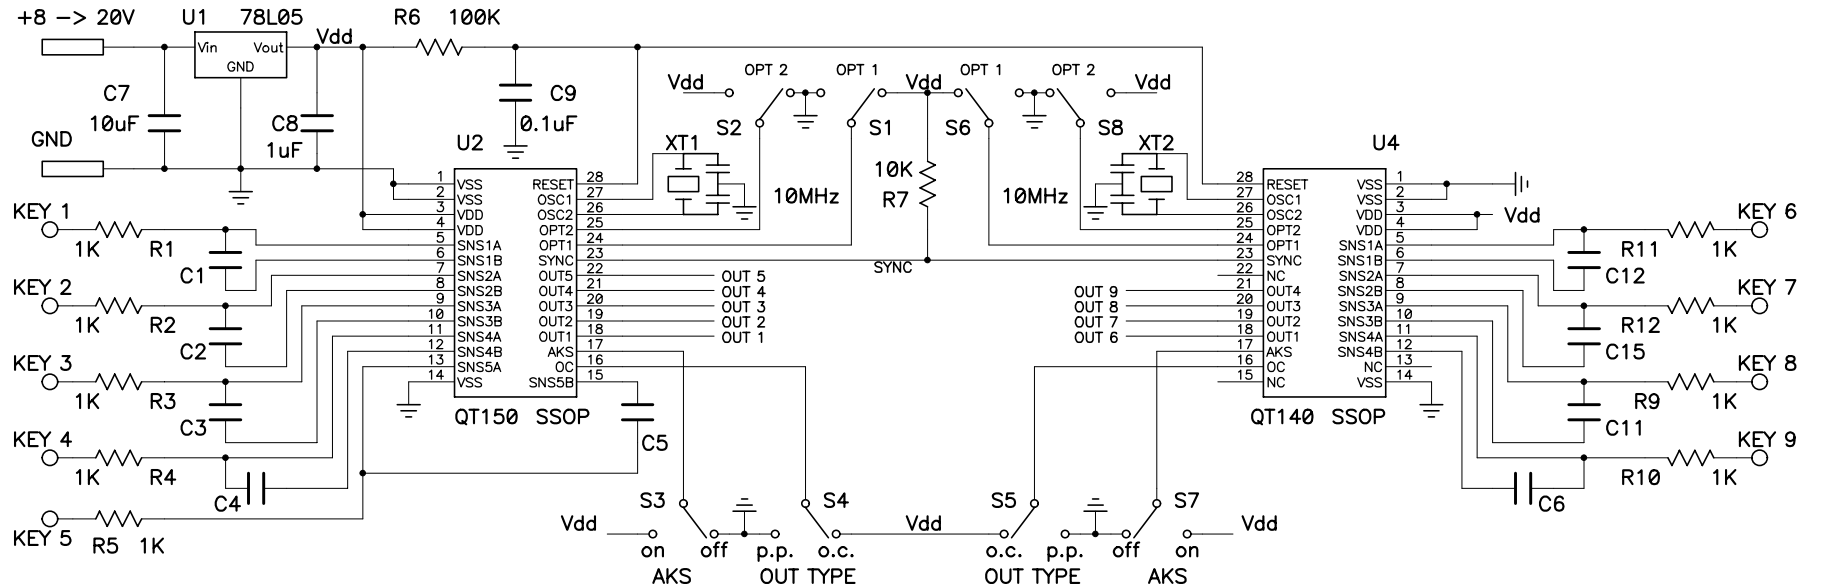 +8 -> 20V
U1 78L05
Vin Vout
GND
Vdd
R6 100K
C7
10uF
C8
1uF
C9
0.1uF
GND
Vdd
OPT 2
OPT 1
Vdd
OPT 1
OPT 2
Vdd
S2
S1
S6
S8
XT1
10MHz
10K
R7
10MHz
XT2
SYNC
U2
1 VSS
2 VSS
3 VDD
4 VDD
5 SNS1A
6 SNS1B
7 SNS2A
8 SNS2B
9 SNS3A
10 SNS3B
11 SNS4A
12 SNS4B
13 SNS5A
14 VSS
RESET 28
OSC1 27
OSC2 26
OPT2 25
OPT1 24
SYNC 23
OUT5 22
OUT4 21
OUT3 20
OUT2 19
OUT1 18
AKS 17
OC 16
SNS5B 15
QT150 SSOP
KEY 1
1K R1
C1
KEY 2
1K R2
C2
KEY 3
1K R3
C3
KEY 4
1K R4
C4
KEY 5
R5 1K
C5
OUT 5
OUT 4
OUT 3
OUT 2
OUT 1
OUT 9
OUT 8
OUT 7
OUT 6
U4
28 RESET
27 OSC1
26 OSC2
25 OPT2
24 OPT1
23 SYNC
22 NC
21 OUT4
20 OUT3
19 OUT2
18 OUT1
17 AKS
16 OC
15 NC
VSS 1
VSS 2
VDD 3
VDD 4
SNS1A 5
SNS1B 6
SNS2A 7
SNS2B 8
SNS3A 9
SNS3B 10
SNS4A 11
SNS4B 12
NC 13
VSS 14
QT140 SSOP
Vdd
KEY 6
R11 1K
C12
KEY 7
R12 1K
C15
KEY 8
R9 1K
C11
KEY 9
R10 1K
C6
S3
S4
S5
S7
Vdd
Vdd
Vdd
on
off
p.p.
o.c.
o.c.
p.p.
off
on
AKS
OUT TYPE
OUT TYPE
AKS